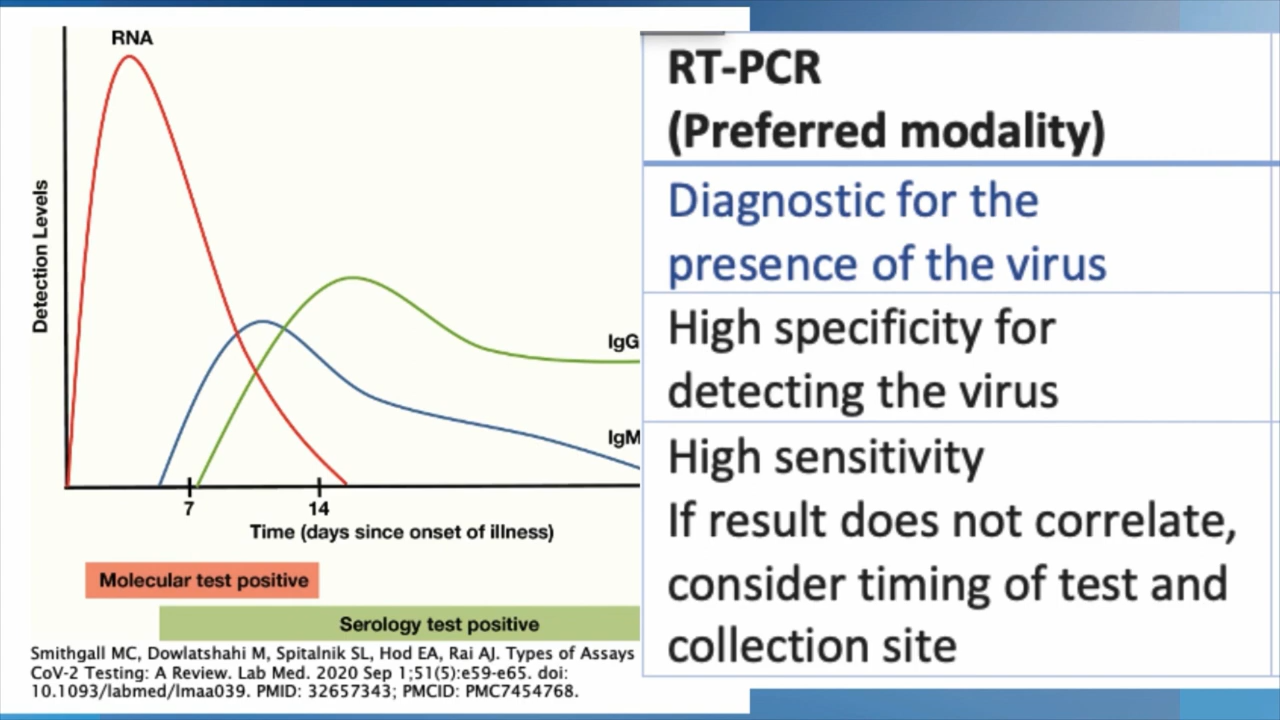 RNA
Detection Levels
IgG
IgM
7
14
Time (days since onset of illness)
Molecular test positive
Serology test positive
Smithgall MC, Dowlatshahi M, Spitalnik SL, Hod EA, Rai AJ. Types of Assays
CoV-2 Testing: A Review. Lab Med. 2020 Sep 1;51(5):e59-e65. doi:
10.1093/labmed/lmaa039. PMID: 32657343; PMCID: PMC7454768.
RT-PCR
(Preferred modality)
Diagnostic for the
presence of the virus
High specificity for
detecting the virus
High sensitivity
If result does not correlate,
consider timing of test and
collection site